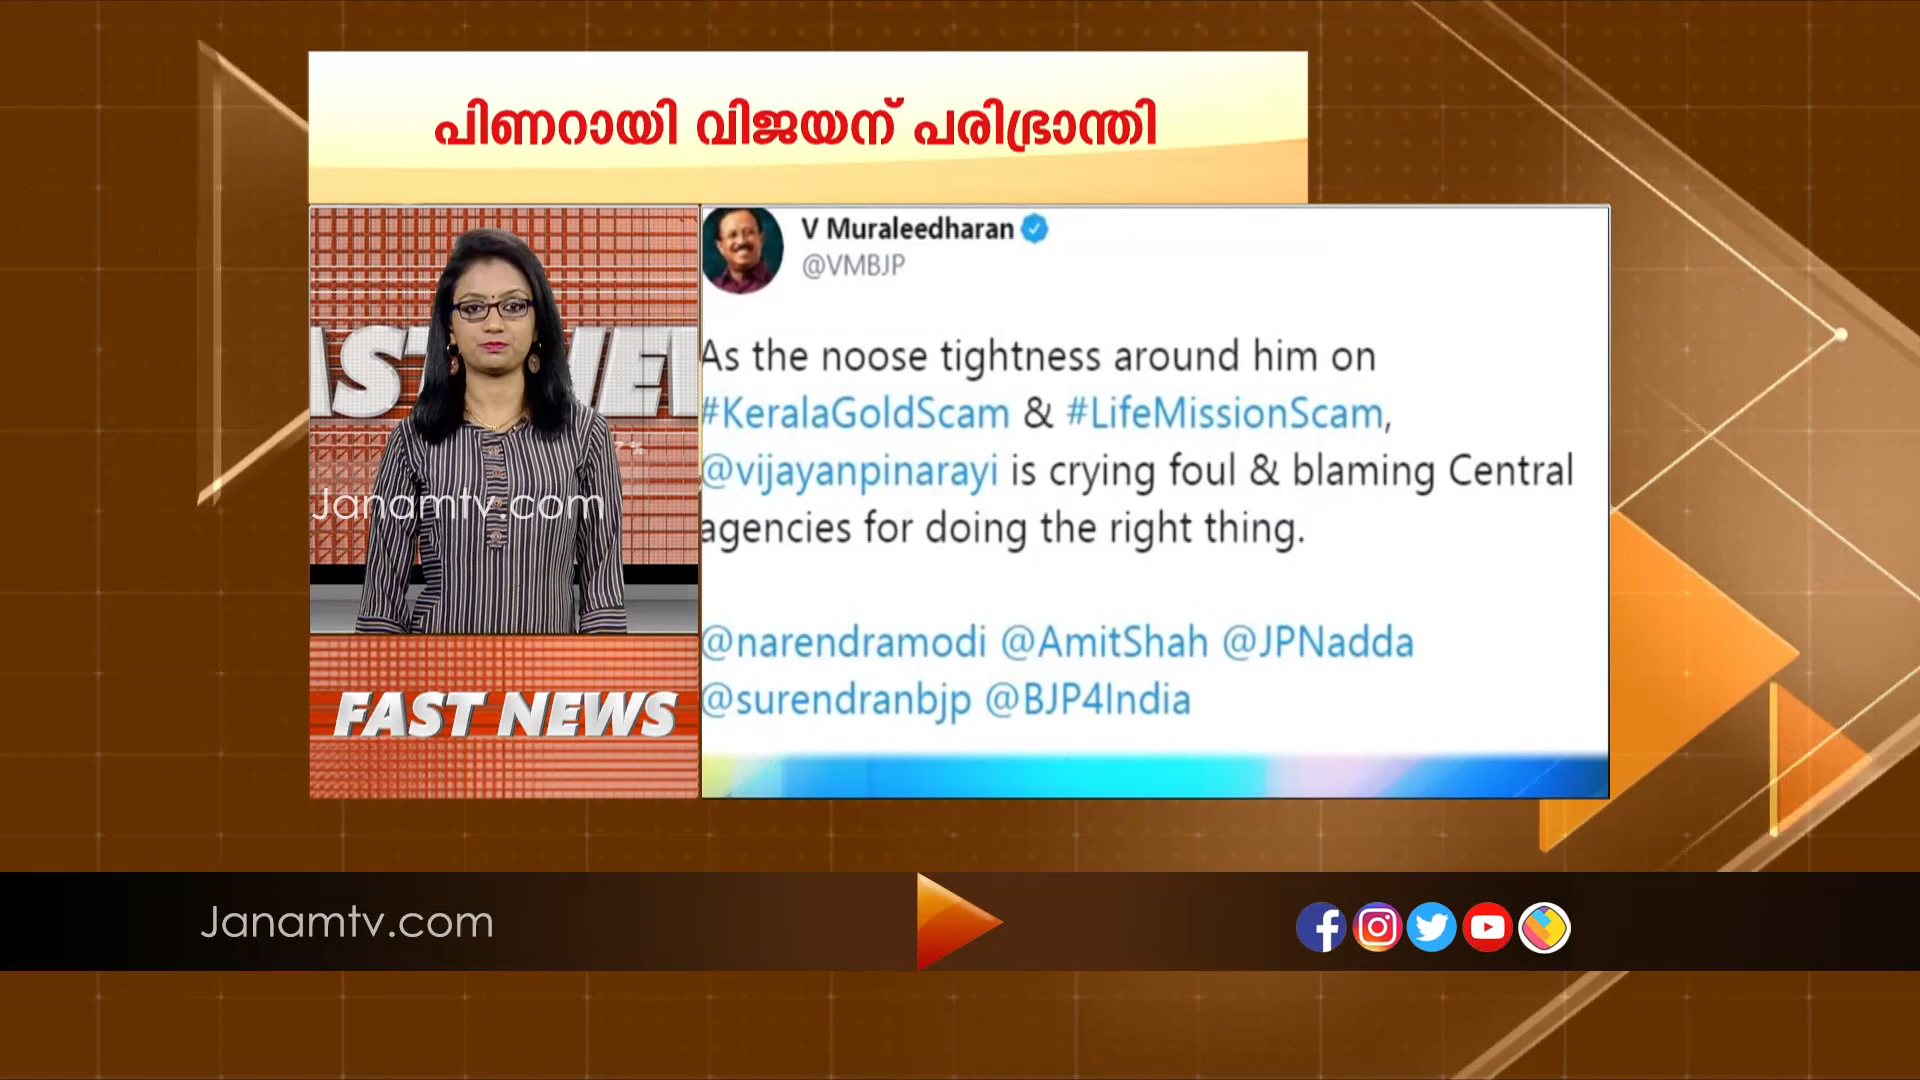 പിണറായി വിജയന് പരിഭ്രാന്തി
V Muraleedharan
@VMBJP
As the noose tightness around him on
#KeralaGoldScam & #LifeMissionScam,
@vijayanpinarayi is crying foul & blaming Central
agencies for doing the right thing.
@narendramodi @AmitShah @JPNadda
@surendranbjp @BJP4India
Janamtv.com
FAST NEWS
Janamtv.com